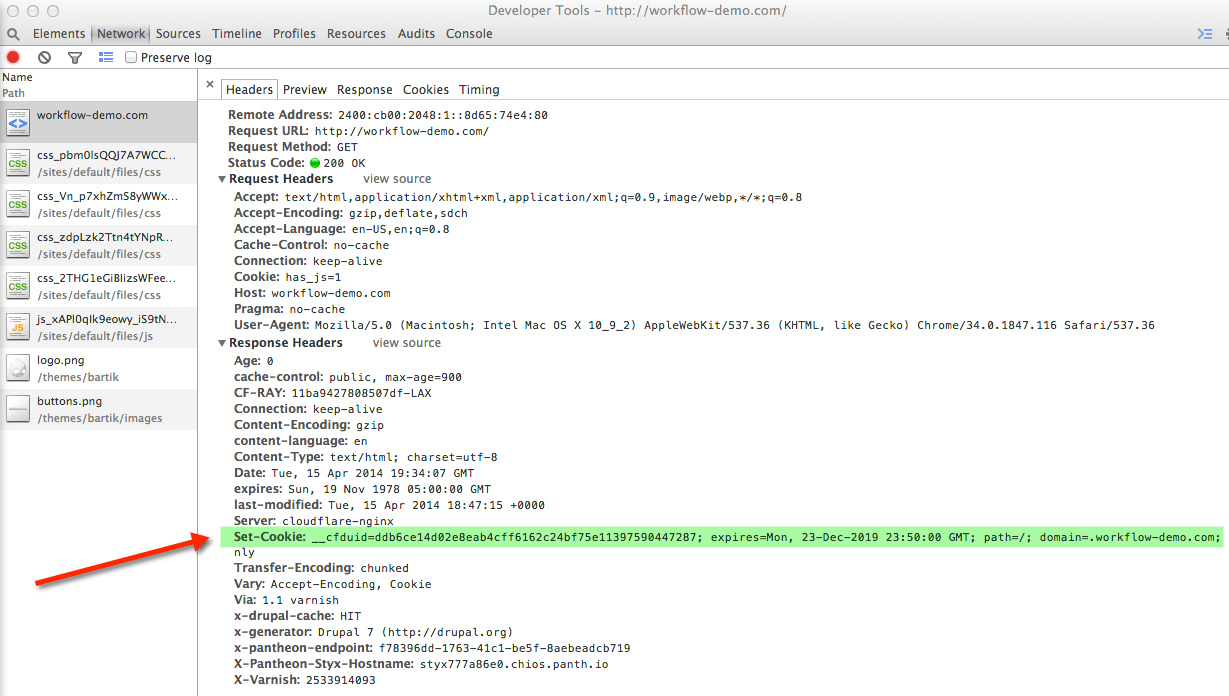 Developer Tools – http://workflow-demo.com/
Elements Network Sources Timeline Profiles Resources Audits Console
Preserve log
Name
Path
× Headers Preview Response Cookies Timing
workflow-demo.com
css_pbm0lsQQJ7A7WCC...
/sites/default/files/css
css_Vn_p7xhZmS8yWWx...
/sites/default/files/css
css_zdpLzk2Ttn4tYNpR...
/sites/default/files/css
css_2THG1eGiBIizsWFee...
/sites/default/files/css
js_xAPl0qIk9eowy_iS9tN...
/sites/default/files/js
logo.png
/themes/bartik
buttons.png
/themes/bartik/images
Remote Address: 2400:cb00:2048:1::8d65:74e4:80
Request URL: http://workflow-demo.com/
Request Method: GET
Status Code: 200 OK
Request Headers view source
Accept: text/html,application/xhtml+xml,application/xml;q=0.9,image/webp,*/*;q=0.8
Accept-Encoding: gzip,deflate,sdch
Accept-Language: en-US,en;q=0.8
Cache-Control: no-cache
Connection: keep-alive
Cookie: has_js=1
Host: workflow-demo.com
Pragma: no-cache
User-Agent: Mozilla/5.0 (Macintosh; Intel Mac OS X 10_9_2) AppleWebKit/537.36 (KHTML, like Gecko) Chrome/34.0.1847.116 Safari/537.36
Response Headers view source
Age: 0
cache-control: public, max-age=900
CF-RAY: 11ba9427808507df-LAX
Connection: keep-alive
Content-Encoding: gzip
content-language: en
Content-Type: text/html; charset=utf-8
Date: Tue, 15 Apr 2014 19:34:07 GMT
expires: Sun, 19 Nov 1978 05:00:00 GMT
last-modified: Tue, 15 Apr 2014 18:47:15 +0000
Server: cloudflare-nginx
Set-Cookie: __cfduid=ddb6ce14d02e8eab4cff6162c24bf75e11397590447287; expires=Mon, 23-Dec-2019 23:50:00 GMT; path=/; domain=.workflow-demo.com;
nly
Transfer-Encoding: chunked
Vary: Accept-Encoding, Cookie
Via: 1.1 varnish
x-drupal-cache: HIT
x-generator: Drupal 7 (http://drupal.org)
x-pantheon-endpoint: f78396dd-1763-41c1-be5f-8aebeadcb719
X-Pantheon-Styx-Hostname: styx777a86e0.chios.panth.io
X-Varnish: 2533914093